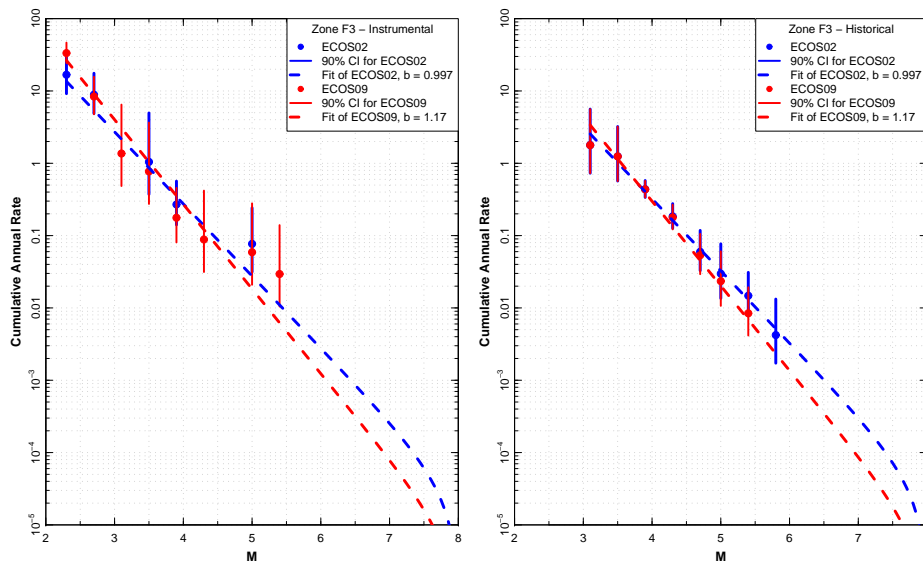 Zone F3 – Instrumental
ECOS02
90% CI for ECOS02
Fit of ECOS02, b = 0.997
ECOS09
90% CI for ECOS09
Fit of ECOS09, b = 1.17
Cumulative Annual Rate
100
10
1
0.1
0.01
10⁻³
10⁻⁴
10⁻⁵
2 3 4 5 6 7 8
M
Zone F3 – Historical
ECOS02
90% CI for ECOS02
Fit of ECOS02, b = 0.997
ECOS09
90% CI for ECOS09
Fit of ECOS09, b = 1.17
Cumulative Annual Rate
100
10
1
0.1
0.01
10⁻³
10⁻⁴
10⁻⁵
2 3 4 5 6 7 8
M